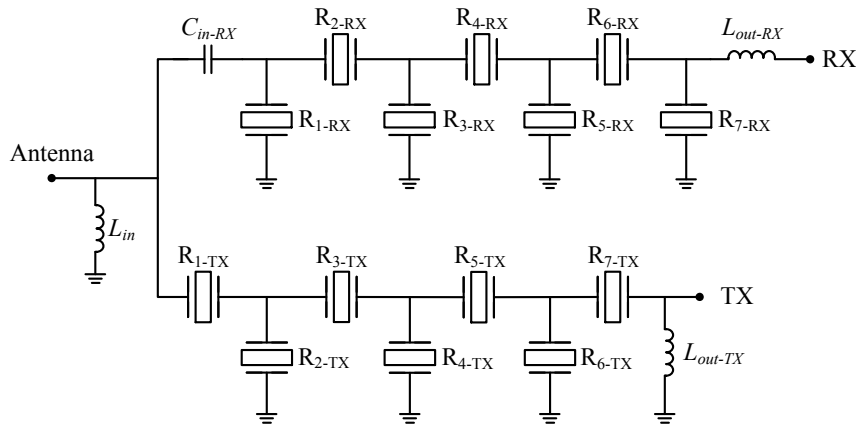 C_in-RX
R_2-RX
R_4-RX
R_6-RX
L_out-RX
RX
R_1-RX
R_3-RX
R_5-RX
R_7-RX
Antenna
L_in
R_1-TX
R_3-TX
R_5-TX
R_7-TX
TX
R_2-TX
R_4-TX
R_6-TX
L_out-TX